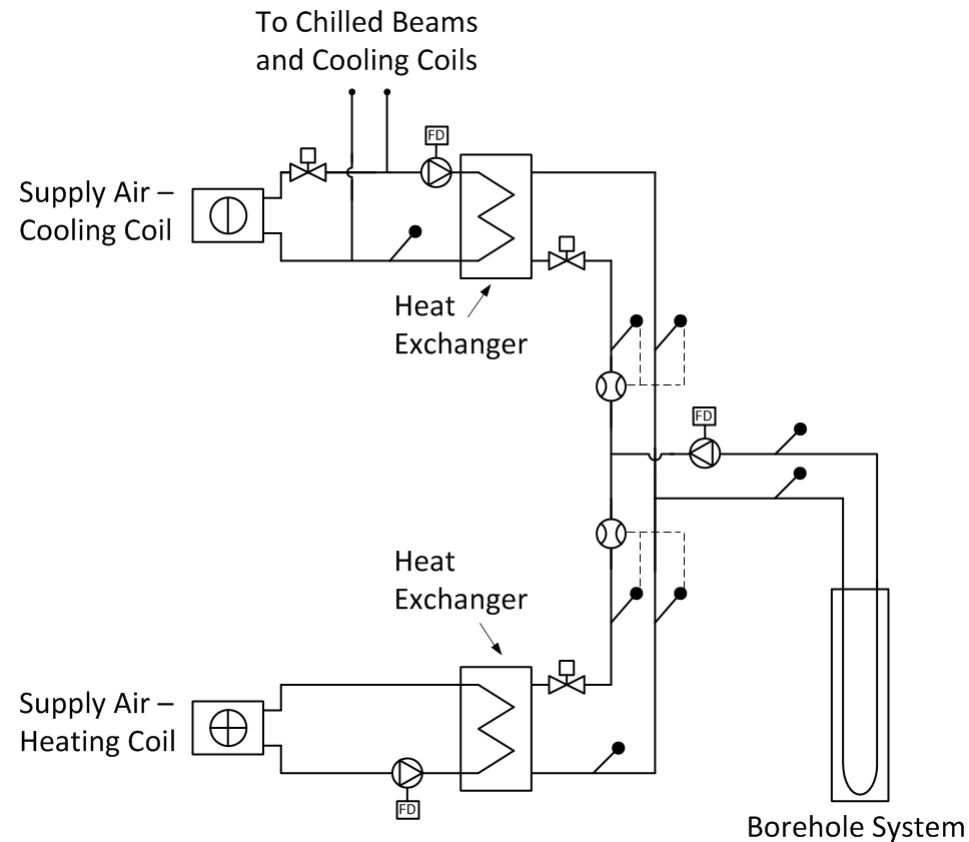 To Chilled Beams
and Cooling Coils
FD
Supply Air –
Cooling Coil
Heat
Exchanger
FD
Heat
Exchanger
Supply Air –
Heating Coil
FD
Borehole System